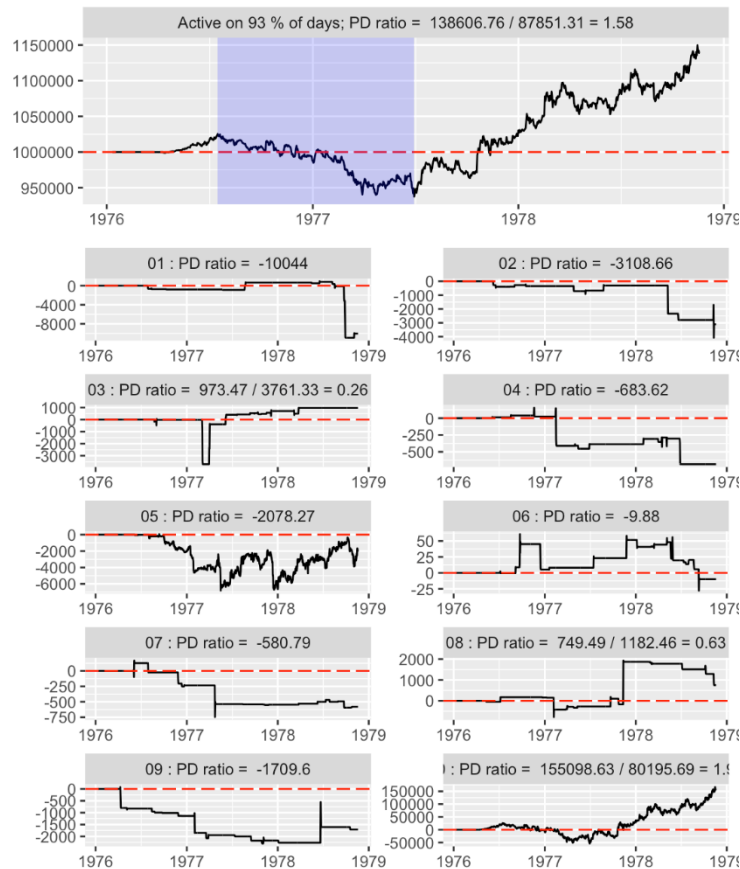 Active on 93 % of days; PD ratio = 138606.76 / 87851.31 = 1.58
1150000
1100000
1050000
1000000
950000
1976 1977 1978 1979
01 : PD ratio = -10044
0
-4000
-8000
1976 1977 1978 1979
02 : PD ratio = -3108.66
0
-1000
-2000
-3000
-4000
1976 1977 1978 1979
03 : PD ratio = 973.47 / 3761.33 = 0.26
1000
0
-1000
-2000
-3000
1976 1977 1978 1979
04 : PD ratio = -683.62
0
-250
-500
1976 1977 1978 1979
05 : PD ratio = -2078.27
0
-2000
-4000
-6000
1976 1977 1978 1979
06 : PD ratio = -9.88
50
25
0
-25
1976 1977 1978 1979
07 : PD ratio = -580.79
0
-250
-500
-750
1976 1977 1978 1979
08 : PD ratio = 749.49 / 1182.46 = 0.63
2000
1000
0
1976 1977 1978 1979
09 : PD ratio = -1709.6
0
-500
-1000
-1500
-2000
1976 1977 1978 1979
: PD ratio = 155098.63 / 80195.69 =
150000
100000
50000
0
-50000
1976 1977 1978 1979